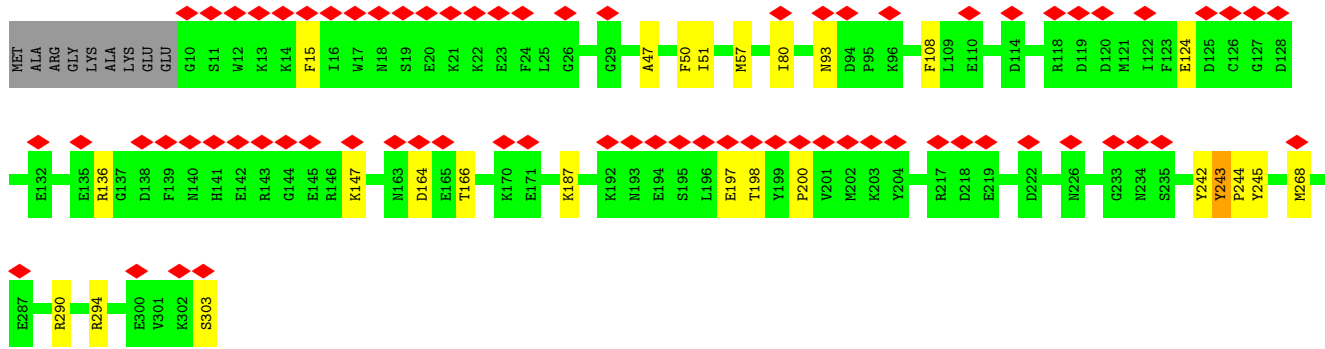 MET ALA ARG GLY LYS ALA LYS GLU GLU G10 S11 W12 K13 K14 F15 I16 W17 N18 S19 E20 K21 K22 E23 F24 L25 G26 G29 A47 F50 I51 M57 I80 N93 D94 P95 K96 F108 L109 E110 D114 R118 D119 D120 M121 I122 F123 E124 D125 C126 G127 D128
E132 E135 R136 G137 D138 F139 N140 H141 E142 R143 G144 E145 R146 K147 N163 D164 E165 T166 K170 E171 K187 K192 N193 E194 S195 L196 E197 T198 Y199 P200 V201 M202 K203 Y204 R217 D218 E219 D222 N226 G233 N234 S235 Y242 Y243 P244 Y245 M268
E287 R290 R294 E300 V301 K302 S303